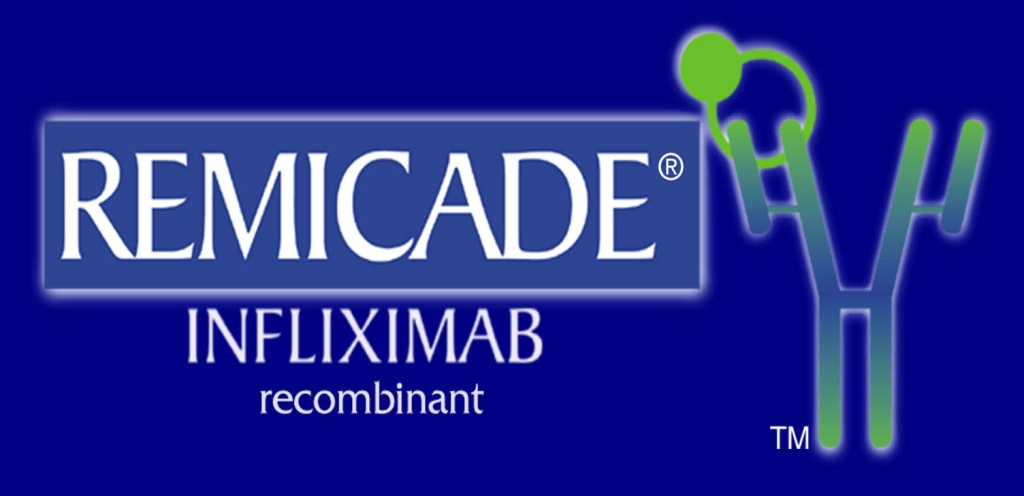 REMICADE®
INFLIXIMAB
recombinant
TM